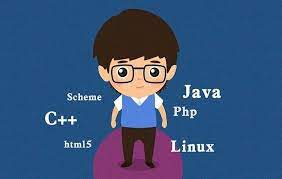 Scheme
Java
C++
Php
html5
Linux